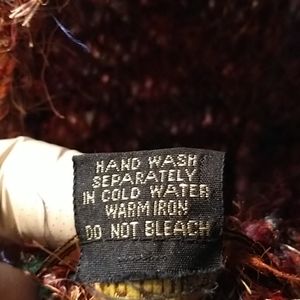 HAND WASH
SEPARATELY
IN COLD WATER
WARM IRON
DO NOT BLEACH